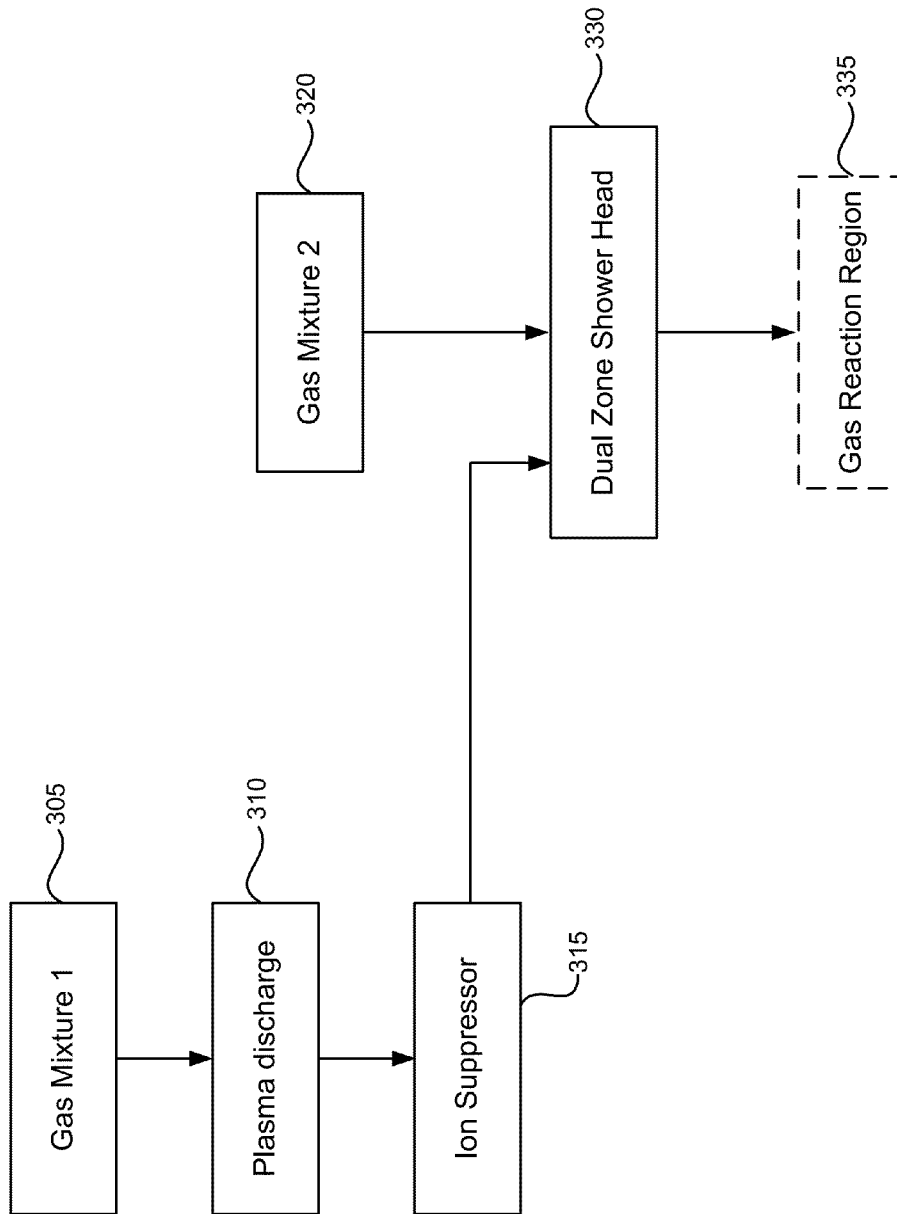 Gas Mixture 1
305
Plasma discharge
310
Ion Suppressor
315
Gas Mixture 2
320
Dual Zone Shower Head
330
Gas Reaction Region
335